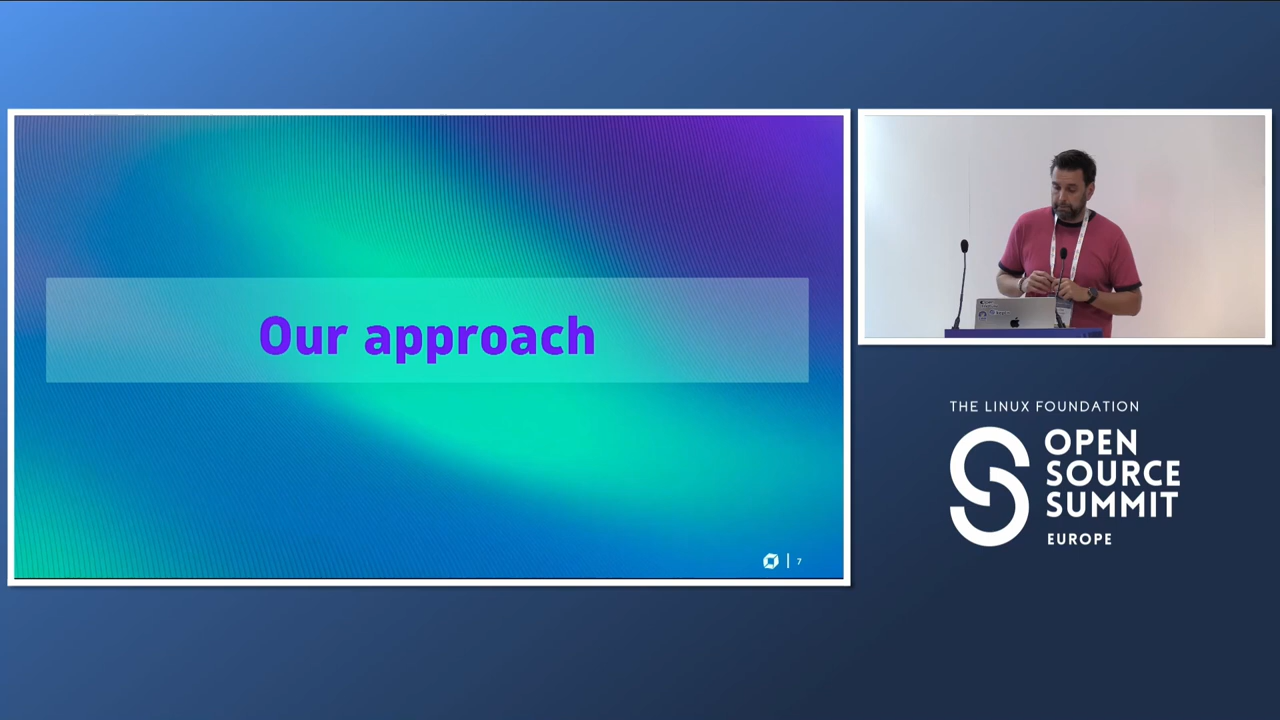 Our approach
7
THE LINUX FOUNDATION
OPEN
SOURCE
SUMMIT
EUROPE